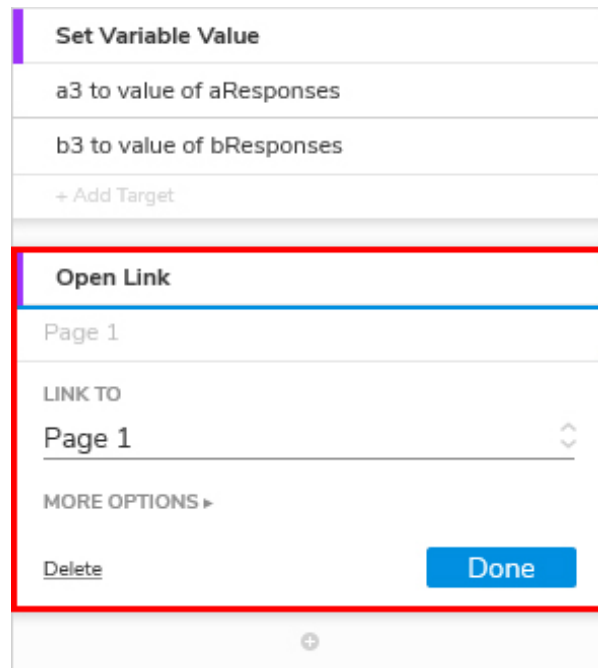 Set Variable Value
a3 to value of aResponses
b3 to value of bResponses
+ Add Target
Open Link
Page 1
LINK TO
Page 1
MORE OPTIONS ▸
Delete
Done